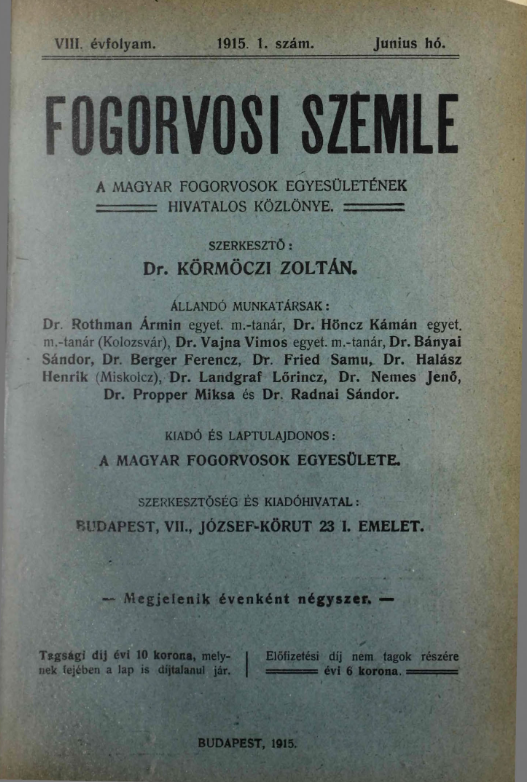 VIII. évfolyam. 1915. 1. szám. Junius hó.
FOGORVOSI SZEMLE
A MAGYAR FOGORVOSOK EGYESÜLETÉNEK
HIVATALOS KÖZLÖNYE.
SZERKESZTŐ:
Dr. KÖRMÖCZI ZOLTÁN.
ÁLLANDÓ MUNKATÁRSAK:
Dr. Rothman Ármin egyet. m.-tanár, Dr. Höncz Kámán egyet.
m.-tanár (Kolozsvár), Dr. Vajna Vimos egyet. m.-tanár, Dr. Bányai
Sándor, Dr. Berger Ferencz, Dr. Fried Samu, Dr. Halász
Henrik (Miskolcz), Dr. Landgraf Lőrincz, Dr. Nemes Jenő,
Dr. Propper Miksa és Dr. Radnai Sándor.
KIADÓ ÉS LAPTULAJDONOS:
A MAGYAR FOGORVOSOK EGYESÜLETE.
SZERKESZTŐSÉG ÉS KIADÓHIVATAL:
BUDAPEST, VII., JÓZSEF-KÖRUT 23 I. EMELET.
— Megjelenik évenként négyszer. —
Tagsági dij évi 10 korona, mely-
nek fejében a lap is díjtalanul jár.
Előfizetési díj nem tagok részére
évi 6 korona.
BUDAPEST, 1915.